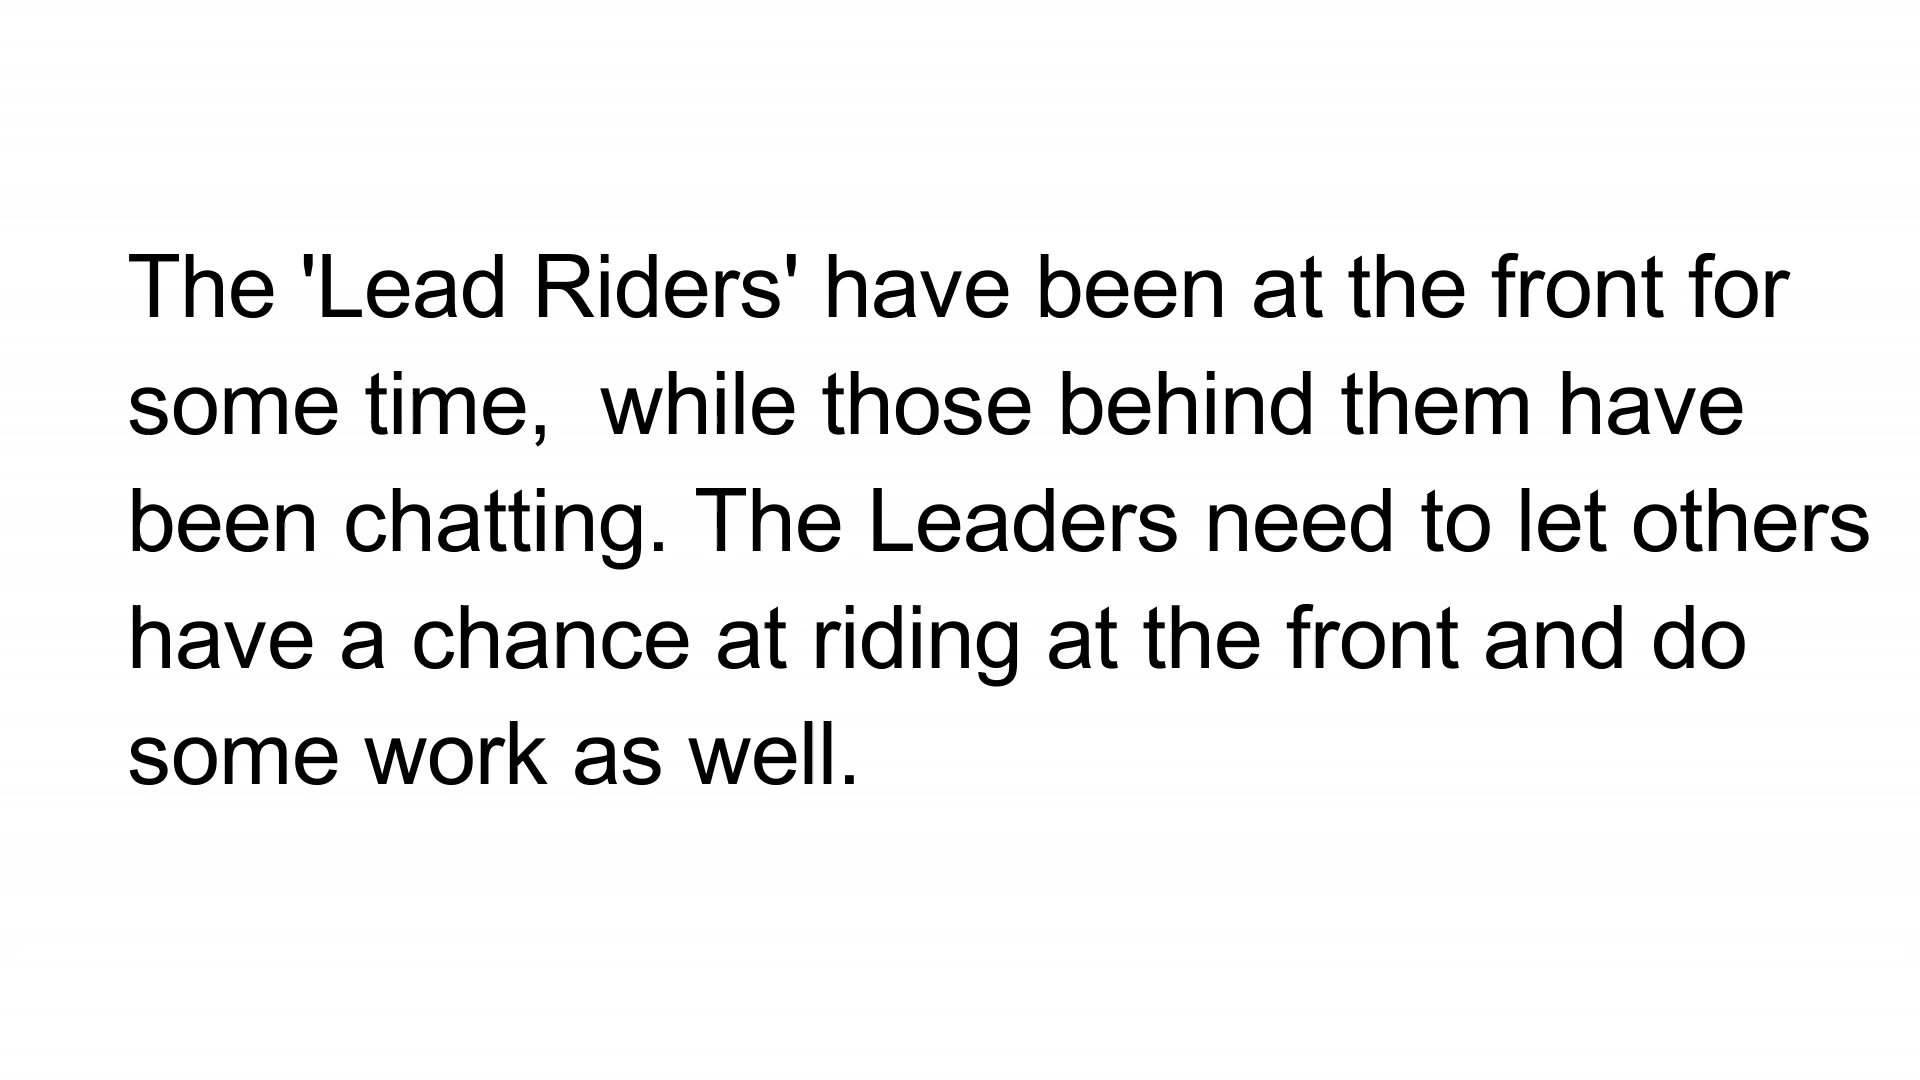 The 'Lead Riders' have been at the front for
some time,  while those behind them have
been chatting. The Leaders need to let others
have a chance at riding at the front and do
some work as well.